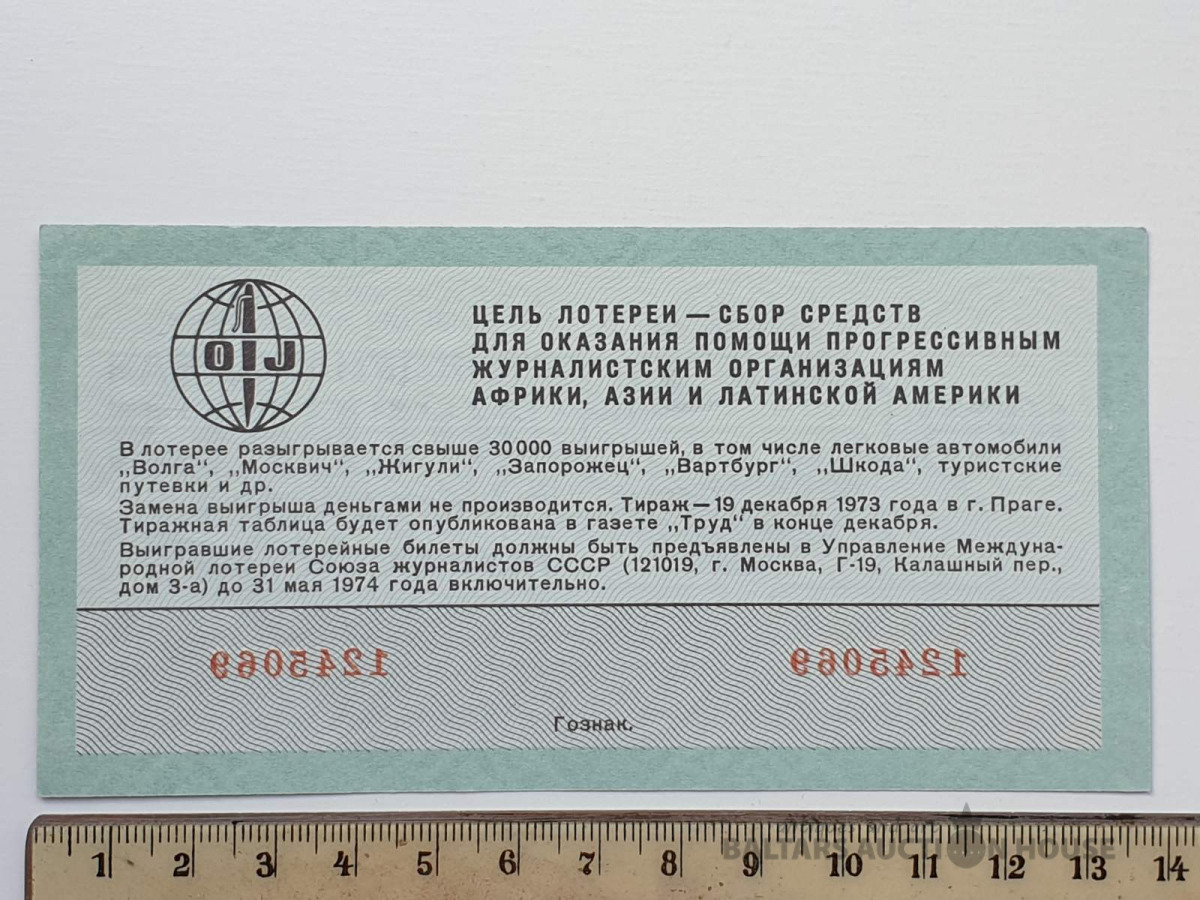 OIJ
ЦЕЛЬ ЛОТЕРЕИ — СБОР СРЕДСТВ
ДЛЯ ОКАЗАНИЯ ПОМОЩИ ПРОГРЕССИВНЫМ
ЖУРНАЛИСТСКИМ ОРГАНИЗАЦИЯМ
АФРИКИ, АЗИИ И ЛАТИНСКОЙ АМЕРИКИ
В лотерее разыгрывается свыше 30 000 выигрышей, в том числе легковые автомобили
„Волга“, „Москвич“, „Жигули“, „Запорожец“, „Вартбург“, „Шкода“, туристские
путевки и др.
Замена выигрыша деньгами не производится. Тираж — 19 декабря 1973 года в г. Праге.
Тиражная таблица будет опубликована в газете „Труд“ в конце декабря.
Выигравшие лотерейные билеты должны быть предъявлены в Управление Междуна-
родной лотереи Союза журналистов СССР (121019, г. Москва, Г-19, Калашный пер.,
дом 3-а) до 31 мая 1974 года включительно.
1245069 1245069
Гознак.
BALTARS AUCTION HOUSE
1 2 3 4 5 6 7 8 9 10 11 12 13 14